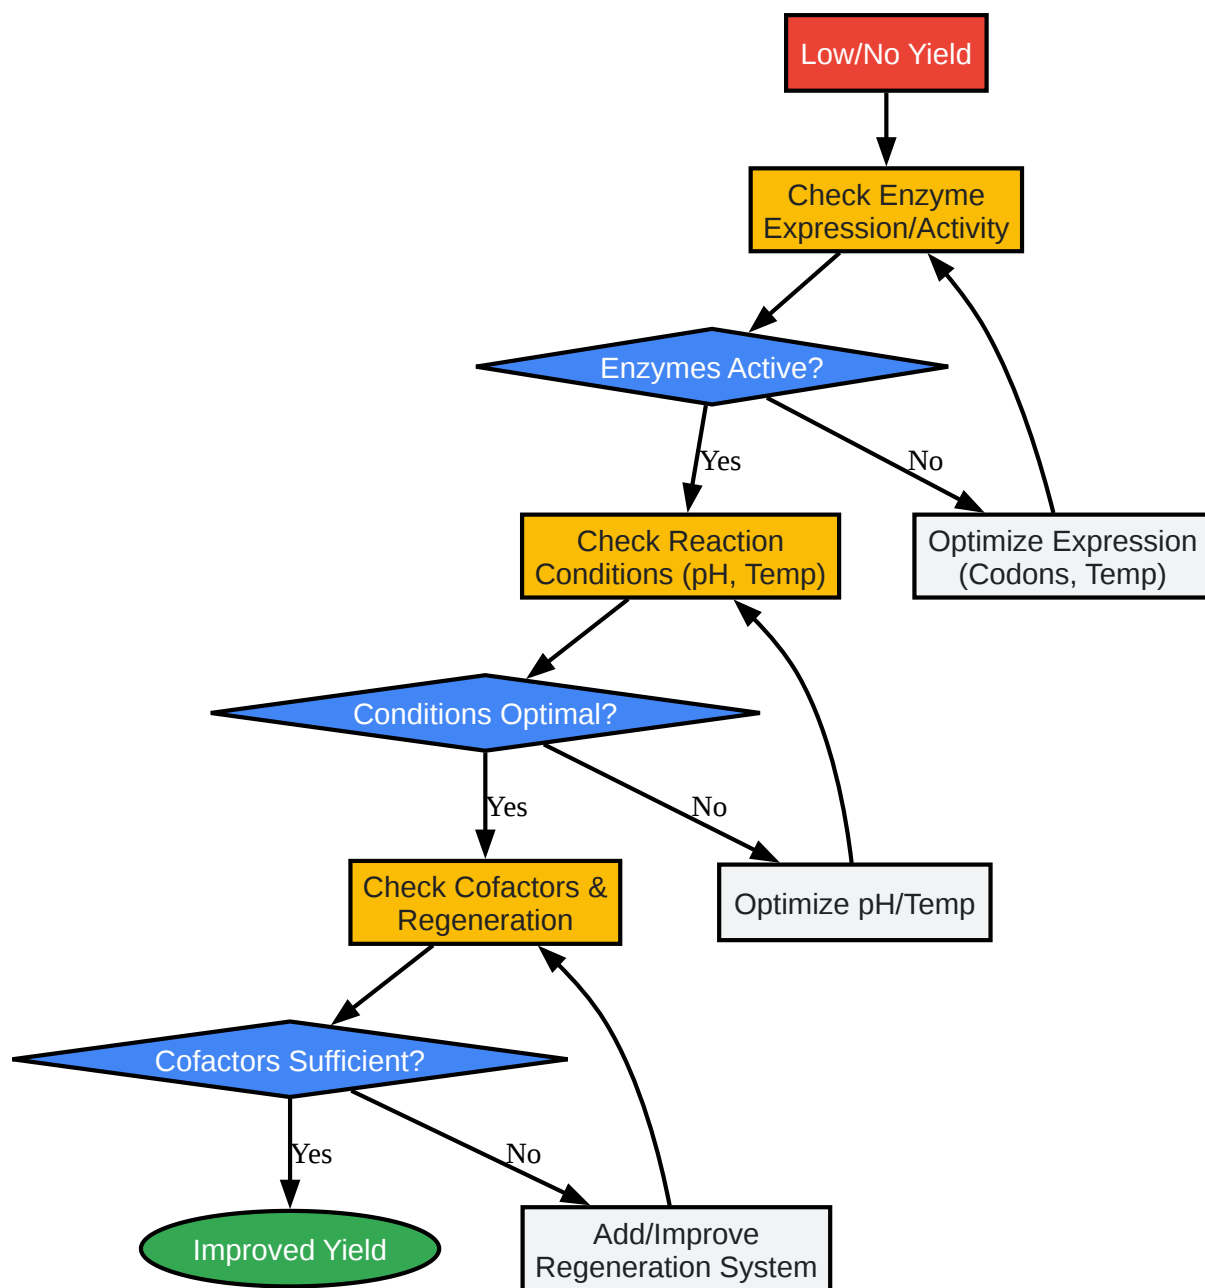 Low/No Yield
Check Enzyme
Expression/Activity
Enzymes Active?
Yes
No
Check Reaction
Conditions (pH, Temp)
Optimize Expression
(Codons, Temp)
Conditions Optimal?
Yes
No
Check Cofactors &
Regeneration
Optimize pH/Temp
Cofactors Sufficient?
Yes
No
Improved Yield
Add/Improve
Regeneration System